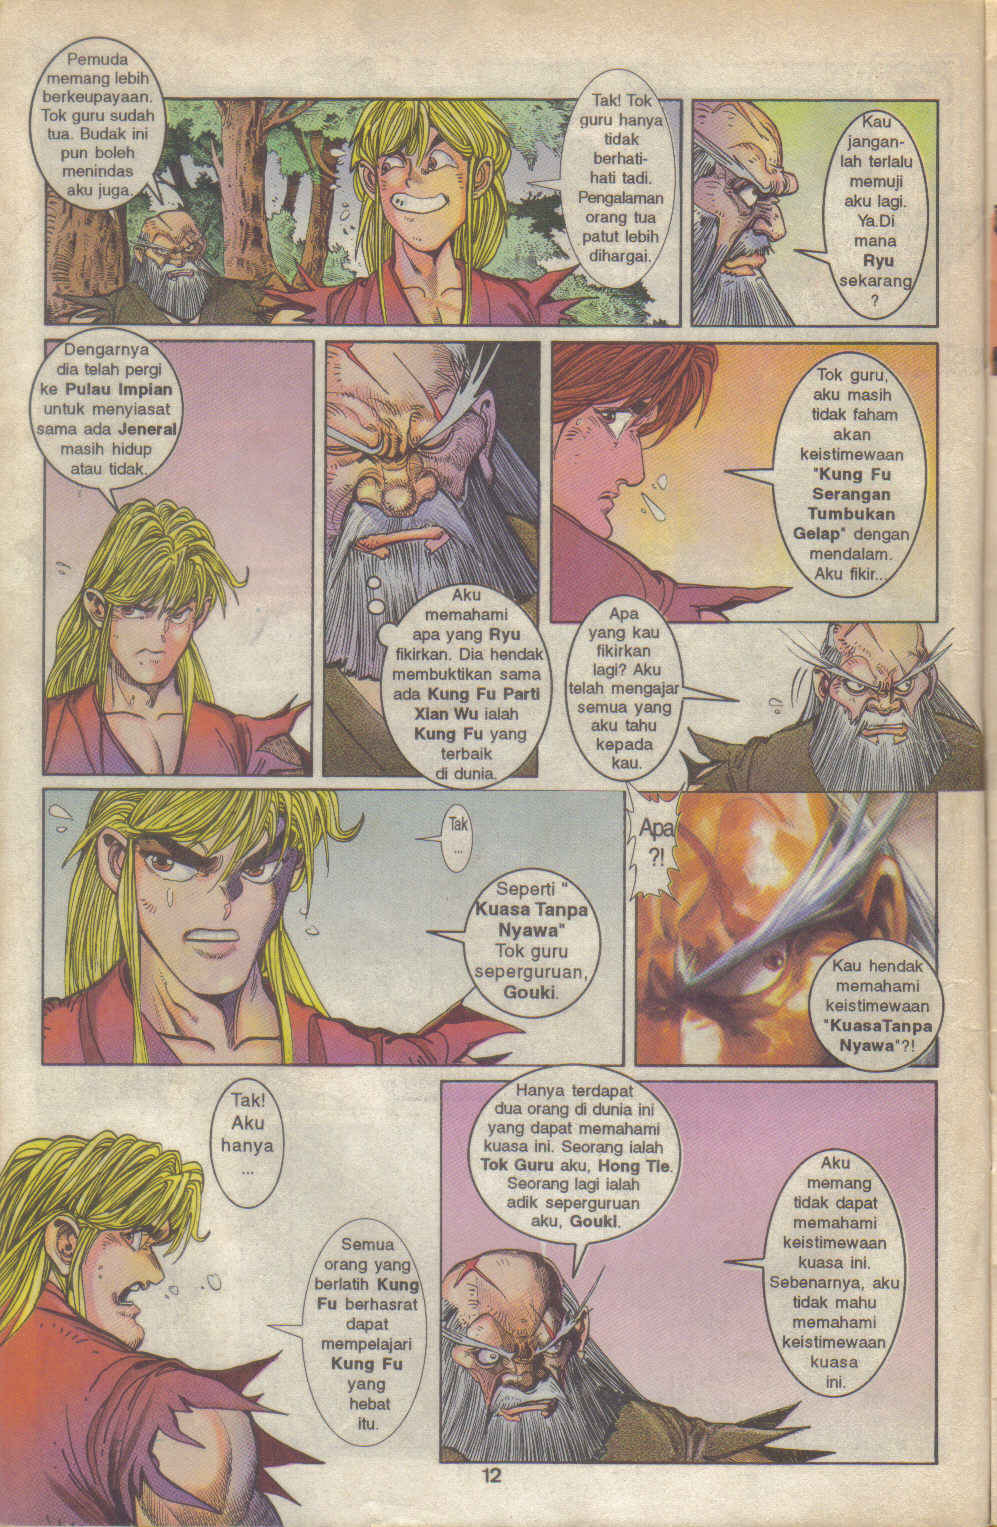 Pemuda
memang lebih
berkeupayaan.
Tok guru sudah
tua. Budak ini
pun boleh
menindas
aku juga.
Tak! Tok
guru hanya
tidak
berhati-
hati tadi.
Pengalaman
orang tua
patut lebih
dihargai.
Kau
jangan-
lah terlalu
memuji
aku lagi.
Ya.Di
mana
Ryu
sekarang
?
Dengarnya
dia telah pergi
ke Pulau Impian
untuk menyiasat
sama ada Jeneral
masih hidup
atau tidak.
Aku
memahami
apa yang Ryu
fikirkan. Dia hendak
membuktikan sama
ada Kung Fu Parti
Xian Wu ialah
Kung Fu yang
terbaik
di dunia.
Tok guru,
aku masih
tidak faham
akan
keistimewaan
"Kung Fu
Serangan
Tumbukan
Gelap" dengan
mendalam.
Aku fikir...
Apa
yang kau
fikirkan
lagi? Aku
telah mengajar
semua yang
aku tahu
kepada
kau.
Tak
...
Seperti "
Kuasa Tanpa
Nyawa"
Tok guru
seperguruan,
Gouki.
Apa
?!
Kau hendak
memahami
keistimewaan
"KuasaTanpa
Nyawa"?!
Tak!
Aku
hanya
...
Semua
orang yang
berlatih Kung
Fu berhasrat
dapat
mempelajari
Kung Fu
yang
hebat
itu.
Hanya terdapat
dua orang di dunia ini
yang dapat memahami
kuasa ini. Seorang ialah
Tok Guru aku, Hong Tie.
Seorang lagi ialah
adik seperguruan
aku, Gouki.
Aku
memang
tidak dapat
memahami
keistimewaan
kuasa ini.
Sebenarnya, aku
tidak mahu
memahami
keistimewaan
kuasa
ini.
12